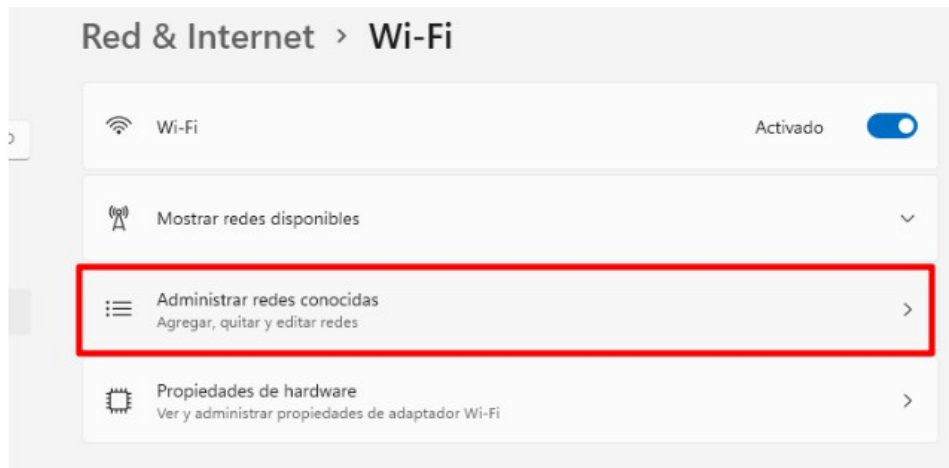 Red & Internet > Wi-Fi
Wi-Fi
Activado
Mostrar redes disponibles
Administrar redes conocidas
Agregar, quitar y editar redes
Propiedades de hardware
Ver y administrar propiedades de adaptador Wi-Fi